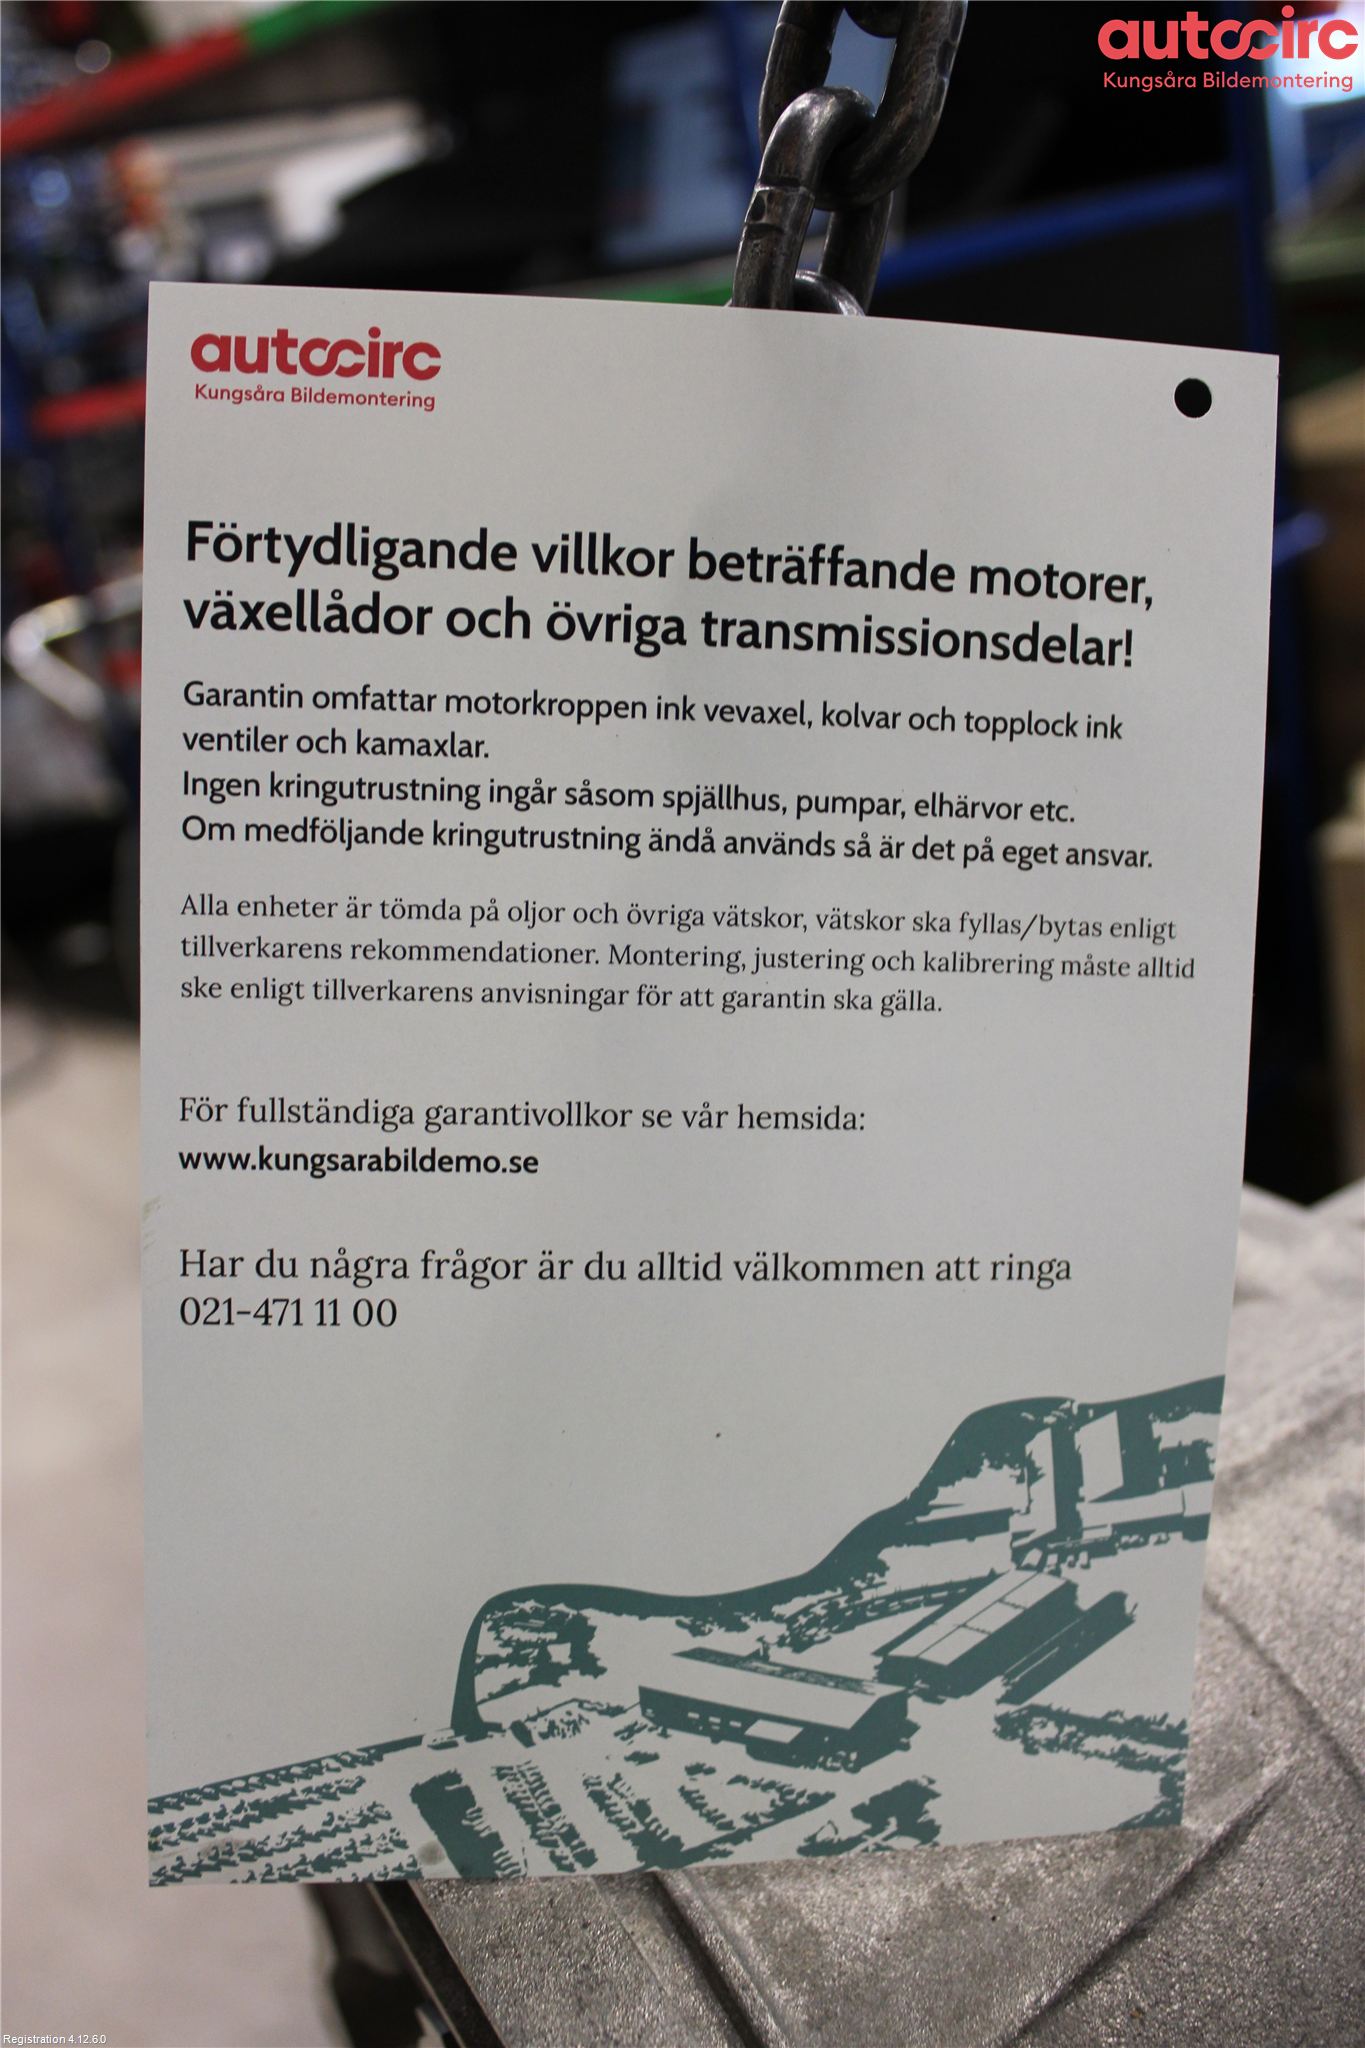 autocirc
Kungsåra Bildemontering
autocirc
Kungsåra Bildemontering
Förtydligande villkor beträffande motorer,
växellådor och övriga transmissionsdelar!
Garantin omfattar motorkroppen ink vevaxel, kolvar och topplock ink
ventiler och kamaxlar.
Ingen kringutrustning ingår såsom spjällhus, pumpar, elhärvor etc.
Om medföljande kringutrustning ändå används så är det på eget ansvar.
Alla enheter är tömda på oljor och övriga vätskor, vätskor ska fyllas/bytas enligt
tillverkarens rekommendationer. Montering, justering och kalibrering måste alltid
ske enligt tillverkarens anvisningar för att garantin ska gälla.
För fullständiga garantivollkor se vår hemsida:
www.kungsarabildemo.se
Har du några frågor är du alltid välkommen att ringa
021-471 11 00
Registration 4.12.6.0